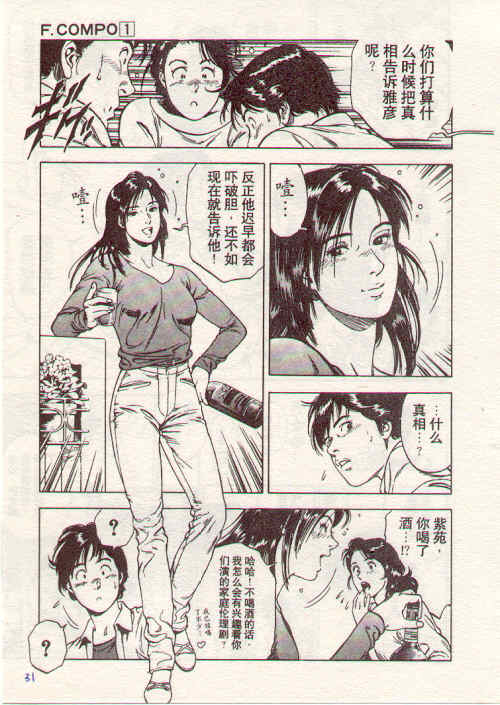 F. COMPO 1
你们打算什
么时候把真
相告诉雅彦
呢？
噎…
反正他迟早都会
吓破胆，还不如
现在就告诉他！
噎…
…什么
真相…？
紫苑，
你喝了
酒…!?
哈哈！不喝酒的话，
我怎么会有兴趣看你
们演的家庭伦理剧？
？
？
31